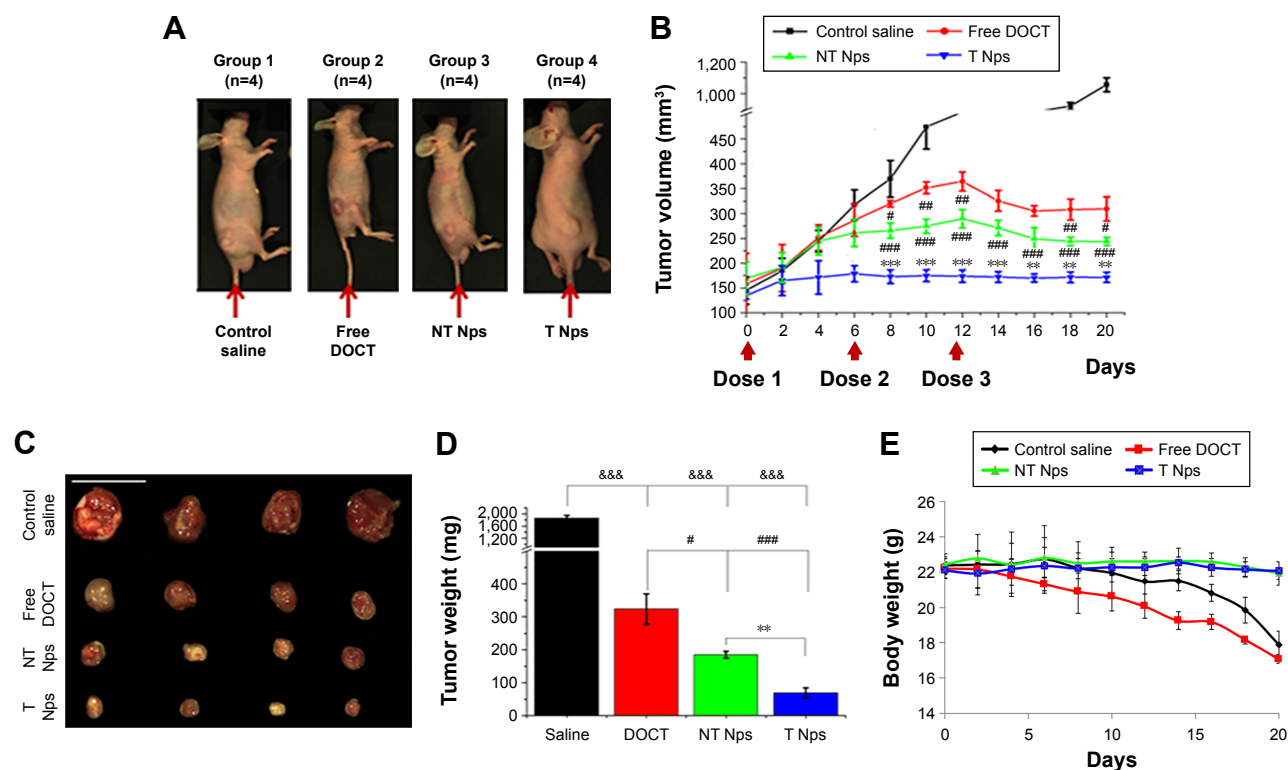 A
Group 1
(n=4)
Group 2
(n=4)
Group 3
(n=4)
Group 4
(n=4)
Control
saline
Free
DOCT
NT Nps
T Nps
B
Control saline
Free DOCT
NT Nps
T Nps
Tumor volume (mm³)
1,200
1,000
450
350
300
250
200
150
100
#
##
##
##
#
###
###
###
###
###
###
###
***
***
***
***
**
**
**
0
2
4
6
8
10
12
14
16
18
20
Days
Dose 1
Dose 2
Dose 3
C
Control
saline
Free
DOCT
NT
Nps
T
Nps
D
Tumor weight (mg)
2,000
1,600
1,200
400
300
200
100
0
&&&
&&&
&&&
#
###
**
Saline
DOCT
NT Nps
T Nps
E
Control saline
Free DOCT
NT Nps
T Nps
Body weight (g)
26
24
22
20
18
16
14
0
5
10
15
20
Days